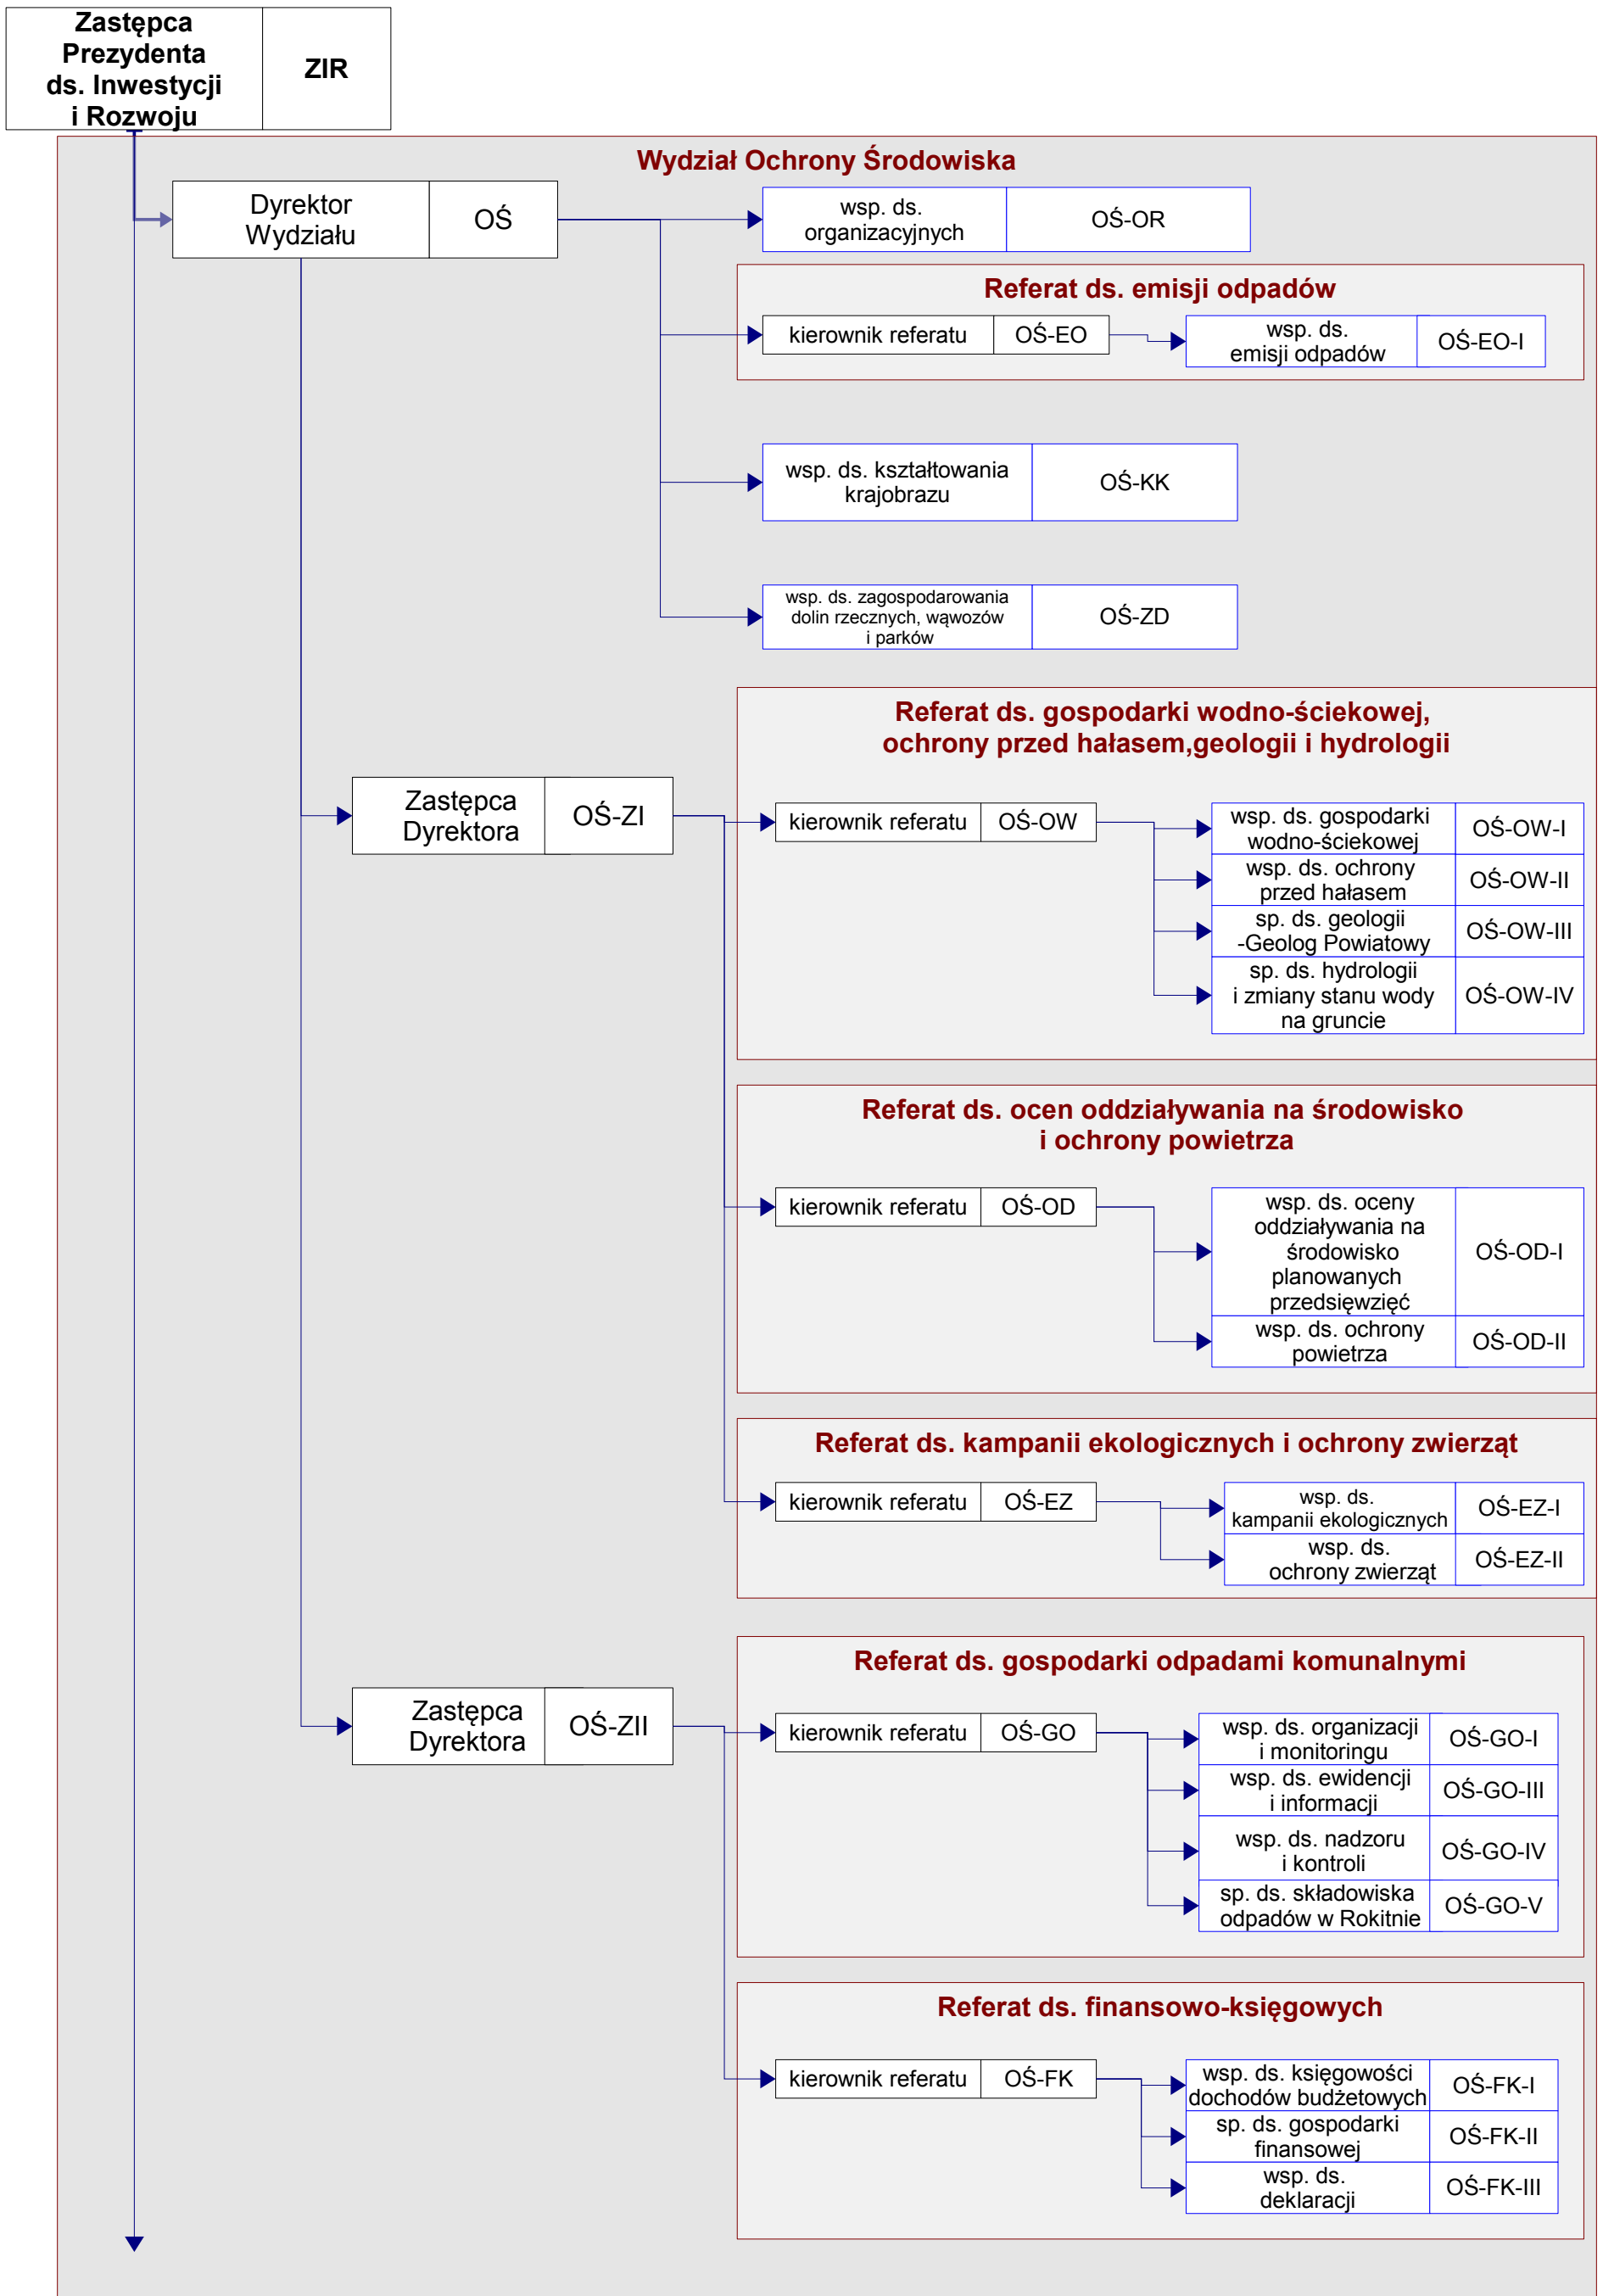 Zastępca
Prezydenta
ds. Inwestycji
i Rozwoju
ZIR
Wydział Ochrony Środowiska
Dyrektor
Wydziału
OŚ
wsp. ds.
organizacyjnych
OŚ-OR
Referat ds. emisji odpadów
kierownik referatu
OŚ-EO
wsp. ds.
emisji odpadów
OŚ-EO-I
wsp. ds. kształtowania
krajobrazu
OŚ-KK
wsp. ds. zagospodarowania
dolin rzecznych, wąwozów
i parków
OŚ-ZD
Referat ds. gospodarki wodno-ściekowej,
ochrony przed hałasem,geologii i hydrologii
Zastępca
Dyrektora
OŚ-ZI
kierownik referatu
OŚ-OW
wsp. ds. gospodarki
wodno-ściekowej
OŚ-OW-I
wsp. ds. ochrony
przed hałasem
OŚ-OW-II
sp. ds. geologii
-Geolog Powiatowy
OŚ-OW-III
sp. ds. hydrologii
i zmiany stanu wody
na gruncie
OŚ-OW-IV
Referat ds. ocen oddziaływania na środowisko
i ochrony powietrza
kierownik referatu
OŚ-OD
wsp. ds. oceny
oddziaływania na
środowisko
planowanych
przedsięwzięć
OŚ-OD-I
wsp. ds. ochrony
powietrza
OŚ-OD-II
Referat ds. kampanii ekologicznych i ochrony zwierząt
kierownik referatu
OŚ-EZ
wsp. ds.
kampanii ekologicznych
OŚ-EZ-I
wsp. ds.
ochrony zwierząt
OŚ-EZ-II
Referat ds. gospodarki odpadami komunalnymi
Zastępca
Dyrektora
OŚ-ZII
kierownik referatu
OŚ-GO
wsp. ds. organizacji
i monitoringu
OŚ-GO-I
wsp. ds. ewidencji
i informacji
OŚ-GO-III
wsp. ds. nadzoru
i kontroli
OŚ-GO-IV
sp. ds. składowiska
odpadów w Rokitnie
OŚ-GO-V
Referat ds. finansowo-księgowych
kierownik referatu
OŚ-FK
wsp. ds. księgowości
dochodów budżetowych
OŚ-FK-I
sp. ds. gospodarki
finansowej
OŚ-FK-II
wsp. ds.
deklaracji
OŚ-FK-III